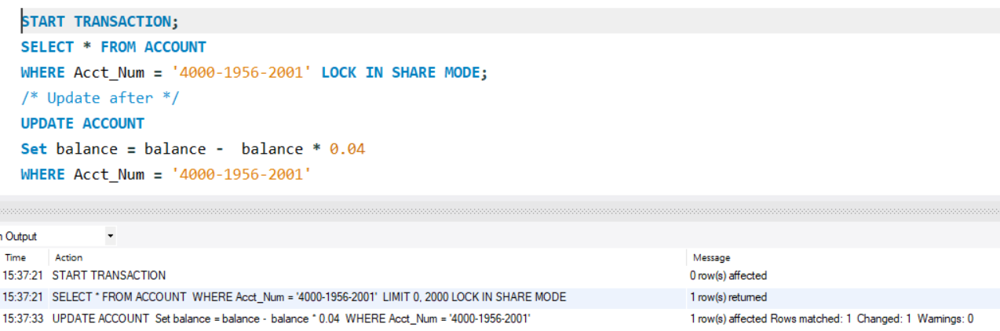 START TRANSACTION;
SELECT * FROM ACCOUNT
WHERE Acct_Num = '4000-1956-2001' LOCK IN SHARE MODE;
/* Update after */
UPDATE ACCOUNT
Set balance = balance -  balance * 0.04
WHERE Acct_Num = '4000-1956-2001'
Output
Time Action Message
15:37:21 START TRANSACTION 0 row(s) affected
15:37:21 SELECT * FROM ACCOUNT  WHERE Acct_Num = '4000-1956-2001'  LIMIT 0, 2000 LOCK IN SHARE MODE 1 row(s) returned
15:37:33 UPDATE ACCOUNT  Set balance = balance -  balance * 0.04  WHERE Acct_Num = '4000-1956-2001' 1 row(s) affected Rows matched: 1  Changed: 1  Warnings: 0